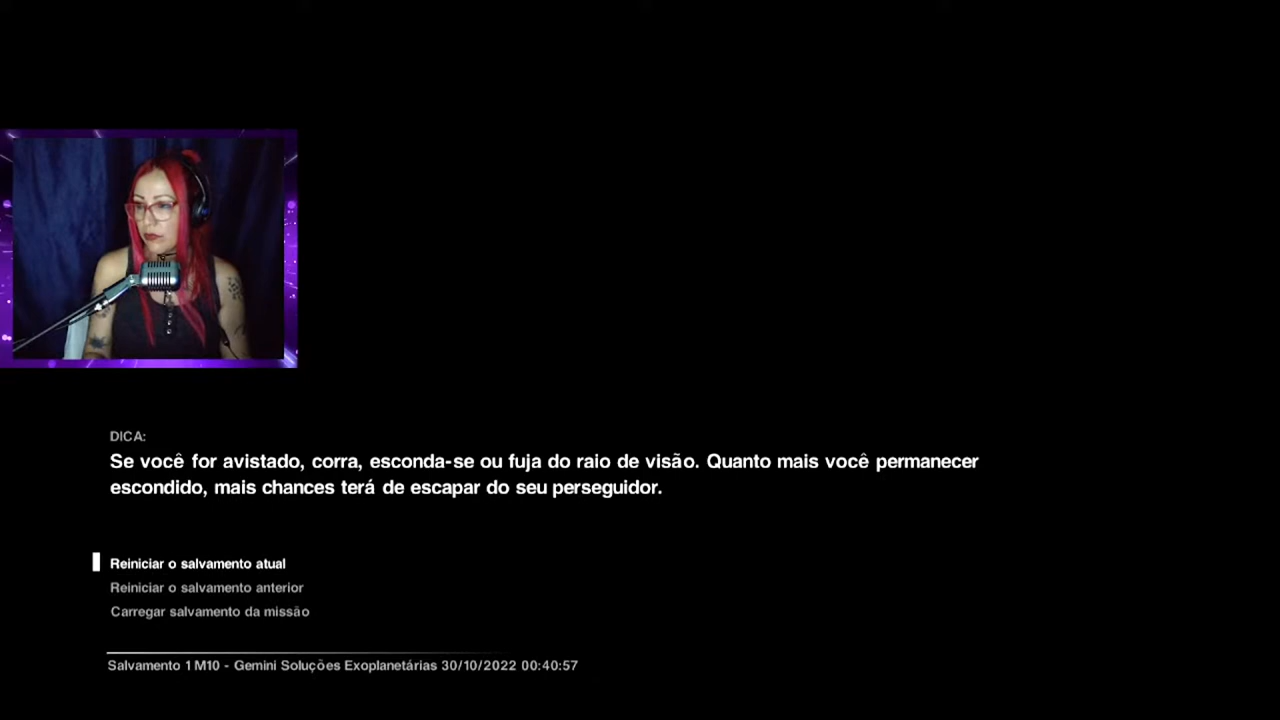 DICA:
Se você for avistado, corra, esconda-se ou fuja do raio de visão. Quanto mais você permanecer
escondido, mais chances terá de escapar do seu perseguidor.
Reiniciar o salvamento atual
Reiniciar o salvamento anterior
Carregar salvamento da missão
Salvamento 1 M10 - Gemini Soluções Exoplanetárias 30/10/2022 00:40:57